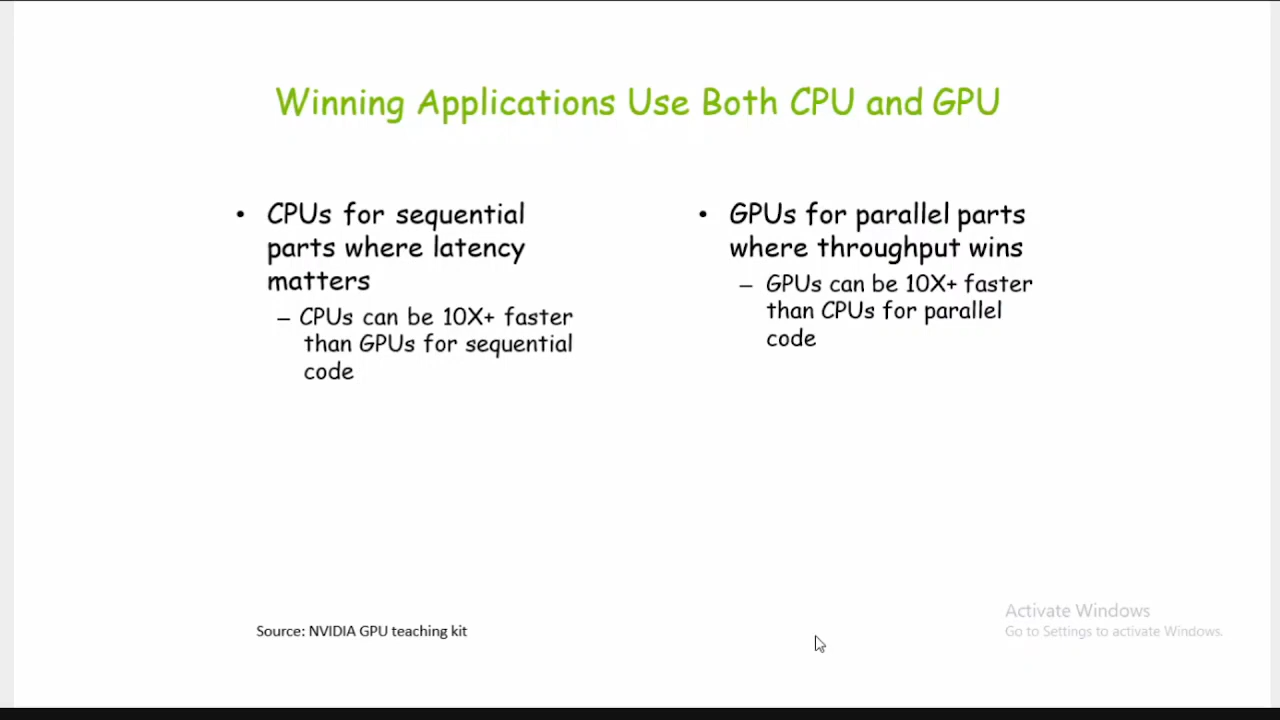 Winning Applications Use Both CPU and GPU
• CPUs for sequential
parts where latency
matters
– CPUs can be 10X+ faster
than GPUs for sequential
code
• GPUs for parallel parts
where throughput wins
– GPUs can be 10X+ faster
than CPUs for parallel
code
Source: NVIDIA GPU teaching kit
Activate Windows
Go to Settings to activate Windows.